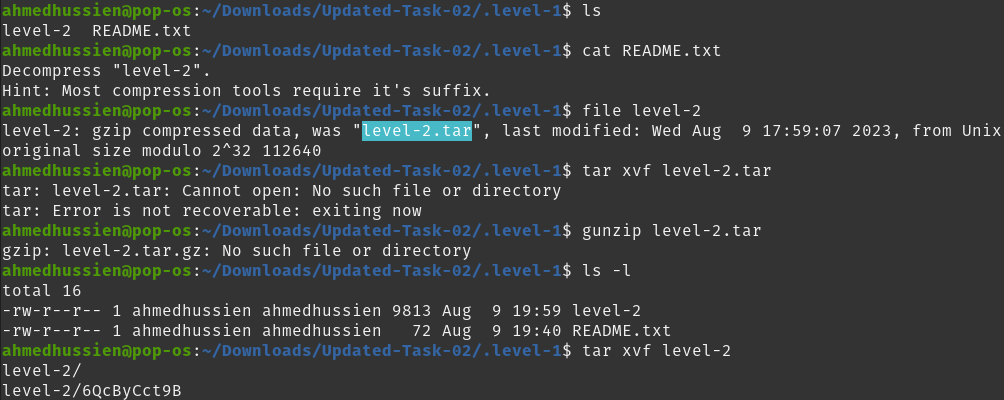 ahmedhussien@pop-os:~/Downloads/Updated-Task-02/.level-1$ ls
level-2  README.txt
ahmedhussien@pop-os:~/Downloads/Updated-Task-02/.level-1$ cat README.txt
Decompress "level-2".
Hint: Most compression tools require it's suffix.
ahmedhussien@pop-os:~/Downloads/Updated-Task-02/.level-1$ file level-2
level-2: gzip compressed data, was "level-2.tar", last modified: Wed Aug  9 17:59:07 2023, from Unix
original size modulo 2^32 112640
ahmedhussien@pop-os:~/Downloads/Updated-Task-02/.level-1$ tar xvf level-2.tar
tar: level-2.tar: Cannot open: No such file or directory
tar: Error is not recoverable: exiting now
ahmedhussien@pop-os:~/Downloads/Updated-Task-02/.level-1$ gunzip level-2.tar
gzip: level-2.tar.gz: No such file or directory
ahmedhussien@pop-os:~/Downloads/Updated-Task-02/.level-1$ ls -l
total 16
-rw-r--r-- 1 ahmedhussien ahmedhussien 9813 Aug  9 19:59 level-2
-rw-r--r-- 1 ahmedhussien ahmedhussien   72 Aug  9 19:40 README.txt
ahmedhussien@pop-os:~/Downloads/Updated-Task-02/.level-1$ tar xvf level-2
level-2/
level-2/6QcByCct9B